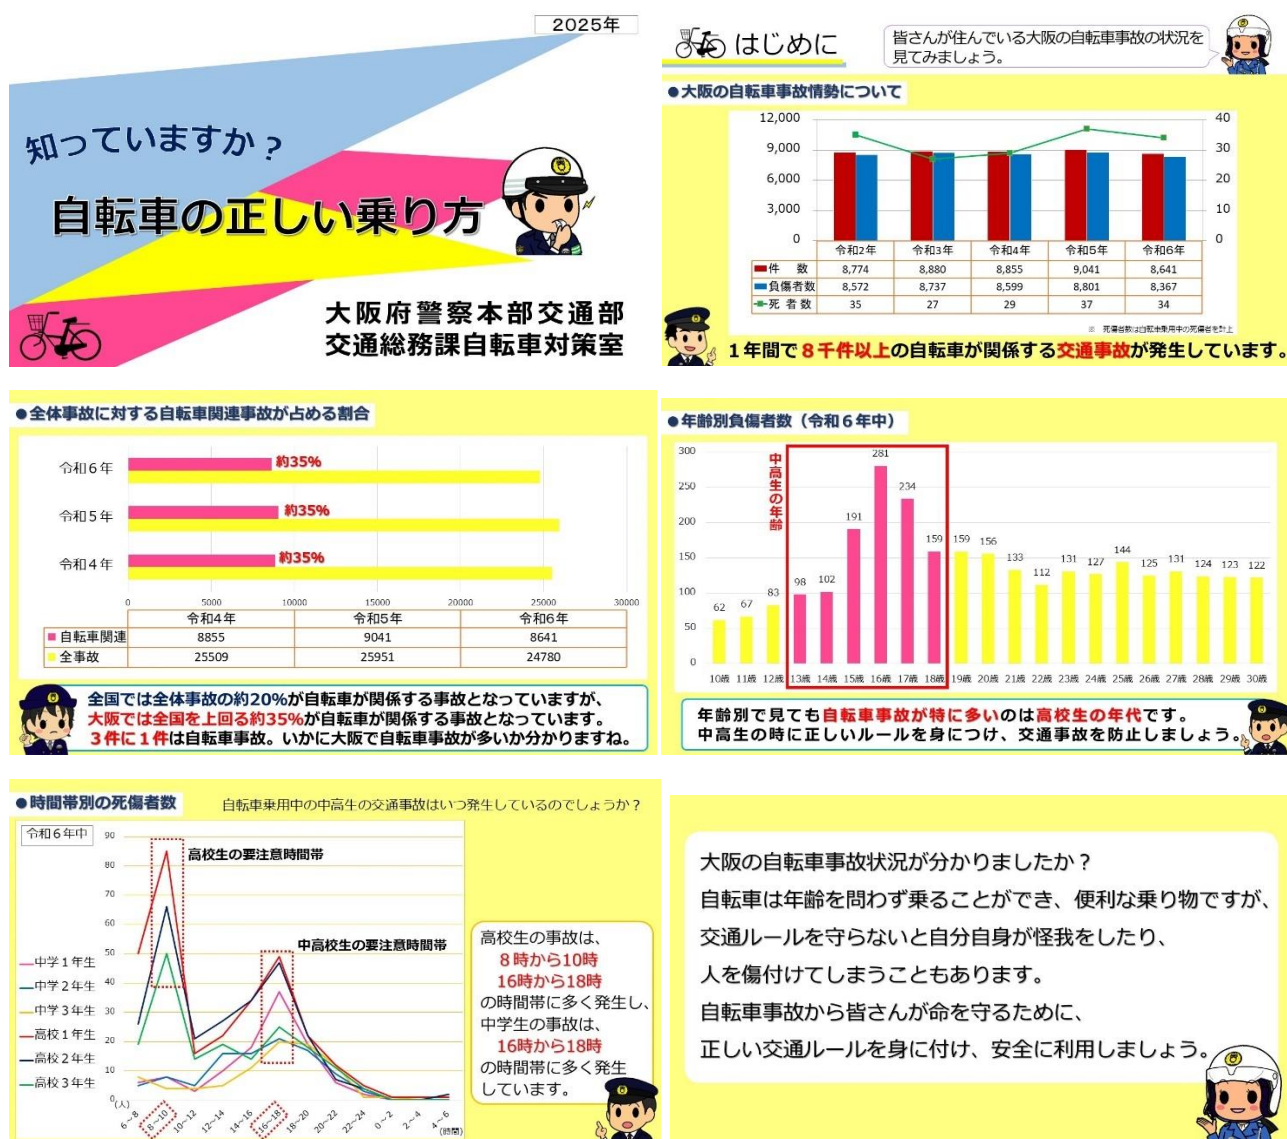 2025年
知っていますか？
自転車の正しい乗り方
大阪府警察本部交通部
交通総務課自転車対策室
はじめに
皆さんが住んでいる大阪の自転車事故の状況を
見てみましょう。
●大阪の自転車事故情勢について
12,000
9,000
6,000
3,000
0
40
30
20
10
0
令和2年 令和3年 令和4年 令和5年 令和6年
件 数 8,774 8,880 8,855 9,041 8,641
負傷者数 8,572 8,737 8,599 8,801 8,367
死者数 35 27 29 37 34
※ 死傷者数は自転車乗用中の死傷者を計上
１年間で８千件以上の自転車が関係する交通事故が発生しています。
●全体事故に対する自転車関連事故が占める割合
令和６年 約35%
令和５年 約35%
令和４年 約35%
0 5000 10000 15000 20000 25000 30000
令和４年 令和５年 令和６年
自転車関連 8855 9041 8641
全事故 25509 25951 24780
全国では全体事故の約20%が自転車が関係する事故となっていますが、
大阪では全国を上回る約35%が自転車が関係する事故となっています。
３件に１件は自転車事故。いかに大阪で自転車事故が多いか分かりますね。
●年齢別負傷者数（令和６年中）
300
250
200
150
100
50
0
中高生の年齢
62 67 83 98 102 191 281 234 159 159 156 133 112 131 127 144 125 131 124 123 122
10歳 11歳 12歳 13歳 14歳 15歳 16歳 17歳 18歳 19歳 20歳 21歳 22歳 23歳 24歳 25歳 26歳 27歳 28歳 29歳 30歳
年齢別で見ても自転車事故が特に多いのは高校生の年代です。
中高生の時に正しいルールを身につけ、交通事故を防止しましょう。
●時間帯別の死傷者数
自転車乗用中の中高生の交通事故はいつ発生しているのでしょうか？
令和６年中
90
80
70
60
50
40
30
20
10
0
(人)
高校生の要注意時間帯
中高校生の要注意時間帯
中学１年生
中学２年生
中学３年生
高校１年生
高校２年生
高校３年生
6～8 8～10 10～12 12～14 14～16 16～18 18～20 20～22 22～24 0～2 2～4 4～6
(時間)
高校生の事故は、
８時から10時
16時から18時
の時間帯に多く発生し、
中学生の事故は、
16時から18時
の時間帯に多く発生
しています。
大阪の自転車事故状況が分かりましたか？
自転車は年齢を問わず乗ることができ、便利な乗り物ですが、
交通ルールを守らないと自分自身が怪我をしたり、
人を傷付けてしまうこともあります。
自転車事故から皆さんが命を守るために、
正しい交通ルールを身に付け、安全に利用しましょう。